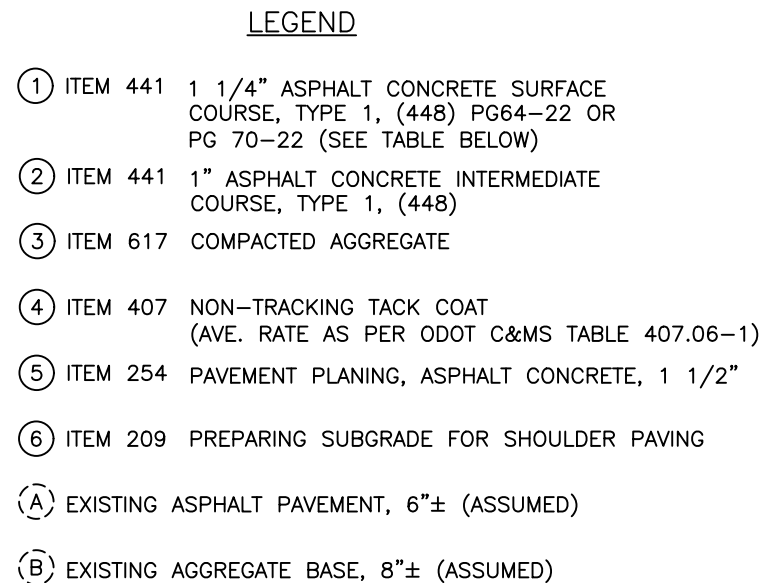 LEGEND
1 ITEM 441 1 1/4" ASPHALT CONCRETE SURFACE
COURSE, TYPE 1, (448) PG64-22 OR
PG 70-22 (SEE TABLE BELOW)
2 ITEM 441 1" ASPHALT CONCRETE INTERMEDIATE
COURSE, TYPE 1, (448)
3 ITEM 617 COMPACTED AGGREGATE
4 ITEM 407 NON-TRACKING TACK COAT
(AVE. RATE AS PER ODOT C&MS TABLE 407.06-1)
5 ITEM 254 PAVEMENT PLANING, ASPHALT CONCRETE, 1 1/2"
6 ITEM 209 PREPARING SUBGRADE FOR SHOULDER PAVING
A EXISTING ASPHALT PAVEMENT, 6"± (ASSUMED)
B EXISTING AGGREGATE BASE, 8"± (ASSUMED)